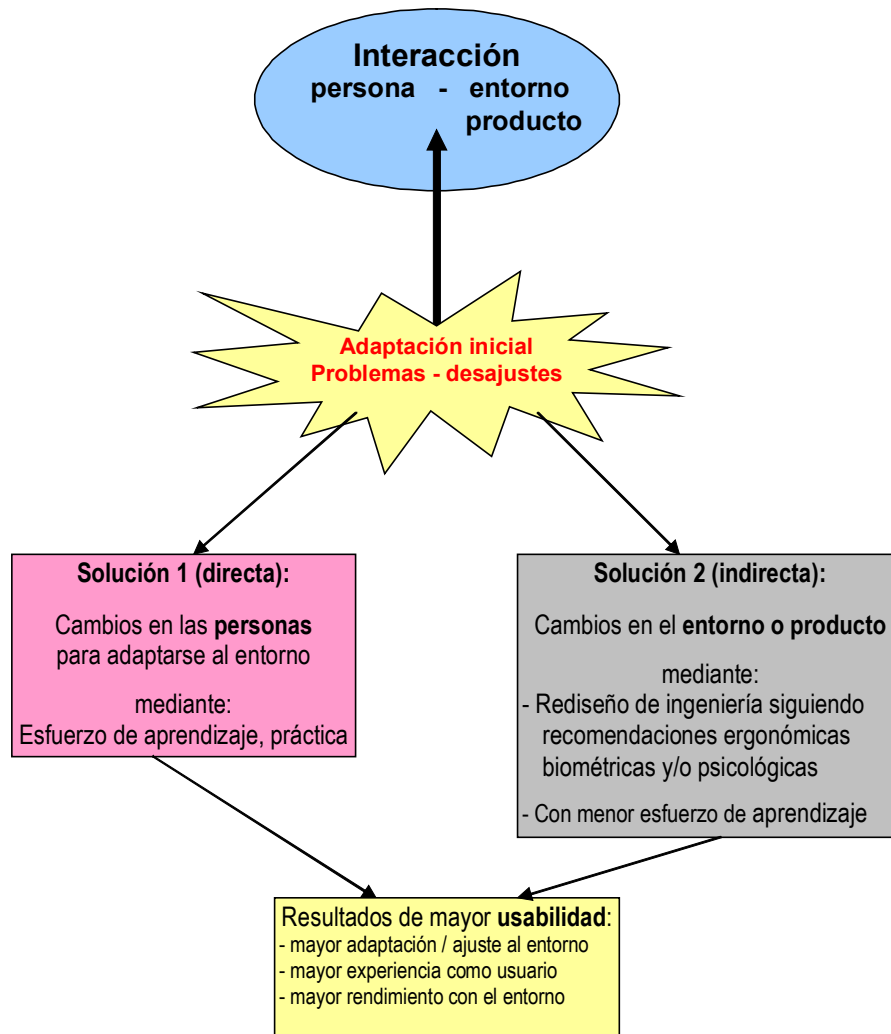 Interacción
persona - entorno
producto
Adaptación inicial
Problemas - desajustes
Solución 1 (directa):
Cambios en las personas
para adaptarse al entorno
mediante:
Esfuerzo de aprendizaje, práctica
Solución 2 (indirecta):
Cambios en el entorno o producto
mediante:
- Rediseño de ingeniería siguiendo
recomendaciones ergonómicas
biométricas y/o psicológicas
- Con menor esfuerzo de aprendizaje
Resultados de mayor usabilidad:
- mayor adaptación / ajuste al entorno
- mayor experiencia como usuario
- mayor rendimiento con el entorno